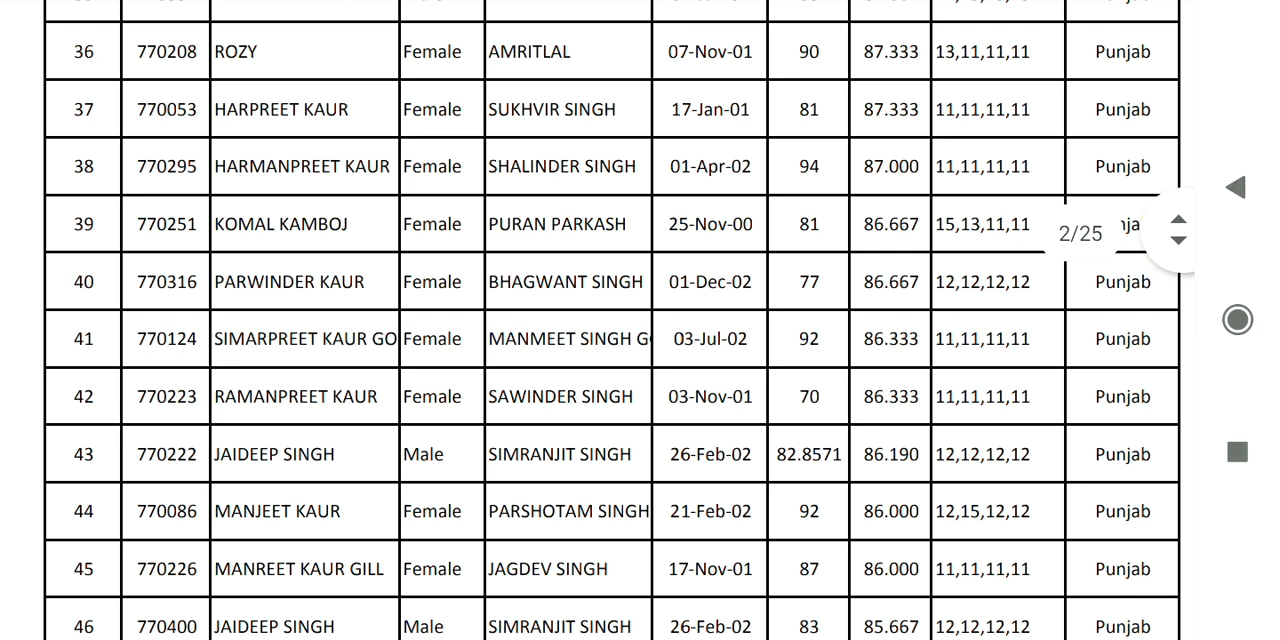 36 770208 ROZY Female AMRITLAL 07-Nov-01 90 87.333 13,11,11,11 Punjab
37 770053 HARPREET KAUR Female SUKHVIR SINGH 17-Jan-01 81 87.333 11,11,11,11 Punjab
38 770295 HARMANPREET KAUR Female SHALINDER SINGH 01-Apr-02 94 87.000 11,11,11,11 Punjab
39 770251 KOMAL KAMBOJ Female PURAN PARKASH 25-Nov-00 81 86.667 15,13,11,11
2/25
40 770316 PARWINDER KAUR Female BHAGWANT SINGH 01-Dec-02 77 86.667 12,12,12,12 Punjab
41 770124 SIMARPREET KAUR GO Female MANMEET SINGH G 03-Jul-02 92 86.333 11,11,11,11 Punjab
42 770223 RAMANPREET KAUR Female SAWINDER SINGH 03-Nov-01 70 86.333 11,11,11,11 Punjab
43 770222 JAIDEEP SINGH Male SIMRANJIT SINGH 26-Feb-02 82.8571 86.190 12,12,12,12 Punjab
44 770086 MANJEET KAUR Female PARSHOTAM SINGH 21-Feb-02 92 86.000 12,15,12,12 Punjab
45 770226 MANREET KAUR GILL Female JAGDEV SINGH 17-Nov-01 87 86.000 11,11,11,11 Punjab
46 770400 JAIDEEP SINGH Male SIMRANJIT SINGH 26-Feb-02 83 85.667 12,12,12,12 Punjab